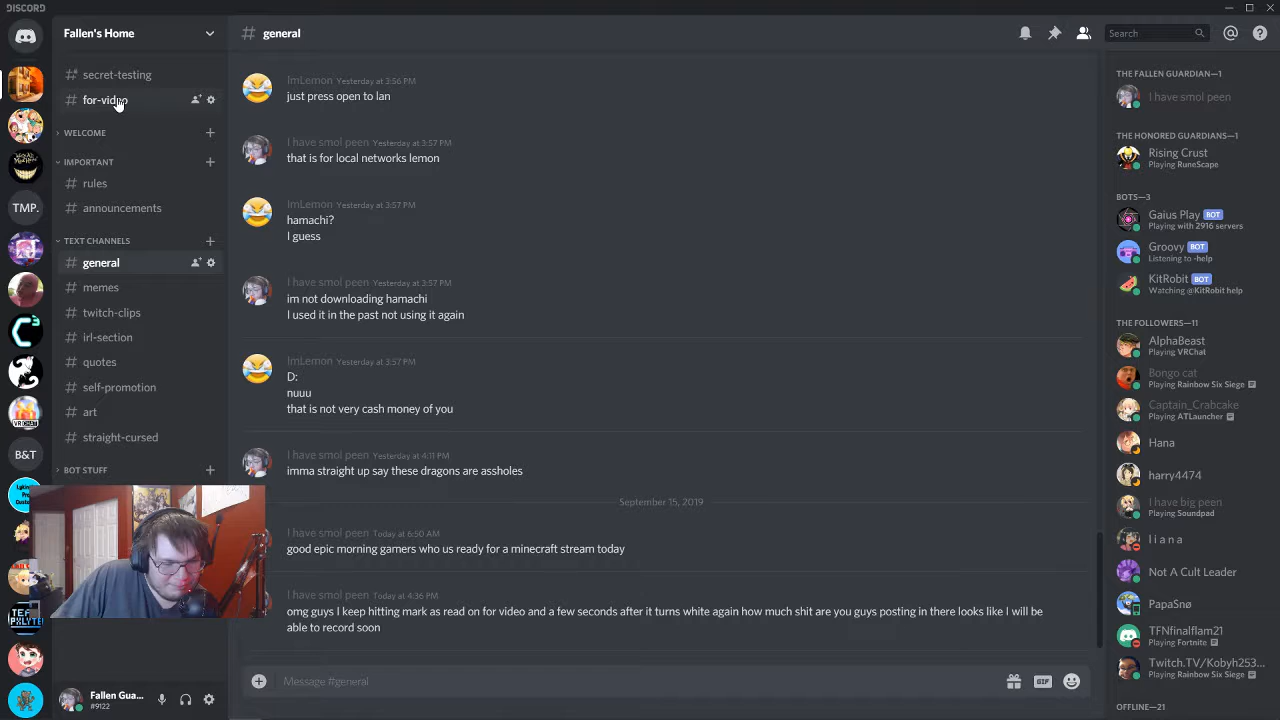 DISCORD
Fallen's Home
secret-testing
for-video
WELCOME
IMPORTANT
rules
announcements
TEXT CHANNELS
general
memes
twitch-clips
irl-section
quotes
self-promotion
art
straight-cursed
BOT STUFF
TMP.
B&T
Fallen Gua...
#9122
general
Search
ImLemon Yesterday at 3:56 PM
just press open to lan
I have smol peen Yesterday at 3:57 PM
that is for local networks lemon
ImLemon Yesterday at 3:57 PM
hamachi?
I guess
I have smol peen Yesterday at 3:57 PM
im not downloading hamachi
I used it in the past not using it again
ImLemon Yesterday at 3:57 PM
D:
nuuu
that is not very cash money of you
I have smol peen Yesterday at 4:11 PM
imma straight up say these dragons are assholes
September 15, 2019
I have smol peen Today at 6:50 AM
good epic morning gamers who us ready for a minecraft stream today
I have smol peen Today at 4:36 PM
omg guys I keep hitting mark as read on for video and a few seconds after it turns white again how much shit are you guys posting in there looks like I will be
able to record soon
Message #general
GIF
THE FALLEN GUARDIAN—1
I have smol peen
THE HONORED GUARDIANS—1
Rising Crust
Playing RuneScape
BOTS—3
Gaius Play BOT
Playing with 2916 servers
Groovy BOT
Listening to -help
KitRobit BOT
Watching @KitRobit help
THE FOLLOWERS—11
AlphaBeast
Playing VRChat
Bongo cat
Playing Rainbow Six Siege
Captain_Crabcake
Playing ATLauncher
Hana
harry4474
I have big peen
Playing Soundpad
l i a n a
Not A Cult Leader
PapaSnø
TFNfinalflam21
Playing Fortnite
Twitch.TV/Kobyh253...
Playing Rainbow Six Siege
OFFLINE—21